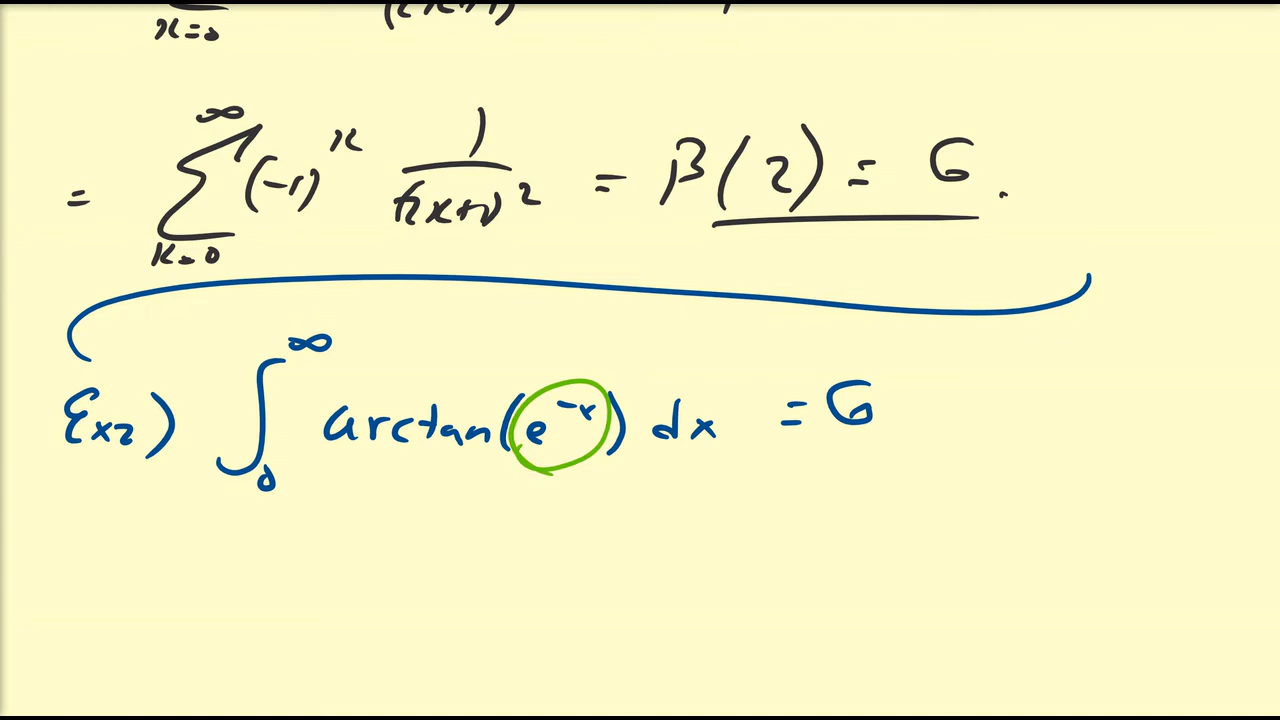 = ∞ ∑ K=0 (-1)^K 1/(2K+1)^2 = β(2) = G.
Ex2) ∫_0^∞ arctan(e^-x) dx = G